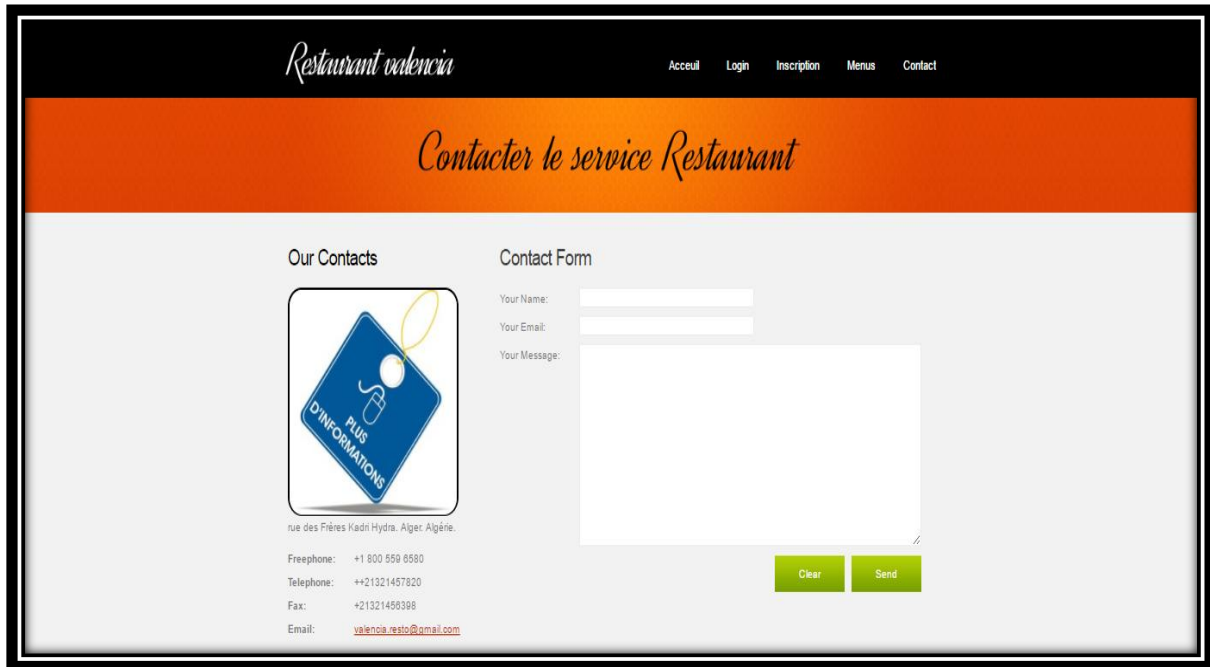 Restaurant valencia
Acceuil Login Inscription Menus Contact
Contacter le service Restaurant
Our Contacts
PLUS
D'INFORMATIONS
rue des Frères Kadri Hydra. Alger. Algérie.
Freephone: +1 800 559 6580
Telephone: ++21321457820
Fax: +21321456398
Email: valencia.resto@gmail.com
Contact Form
Your Name:
Your Email:
Your Message:
Clear Send